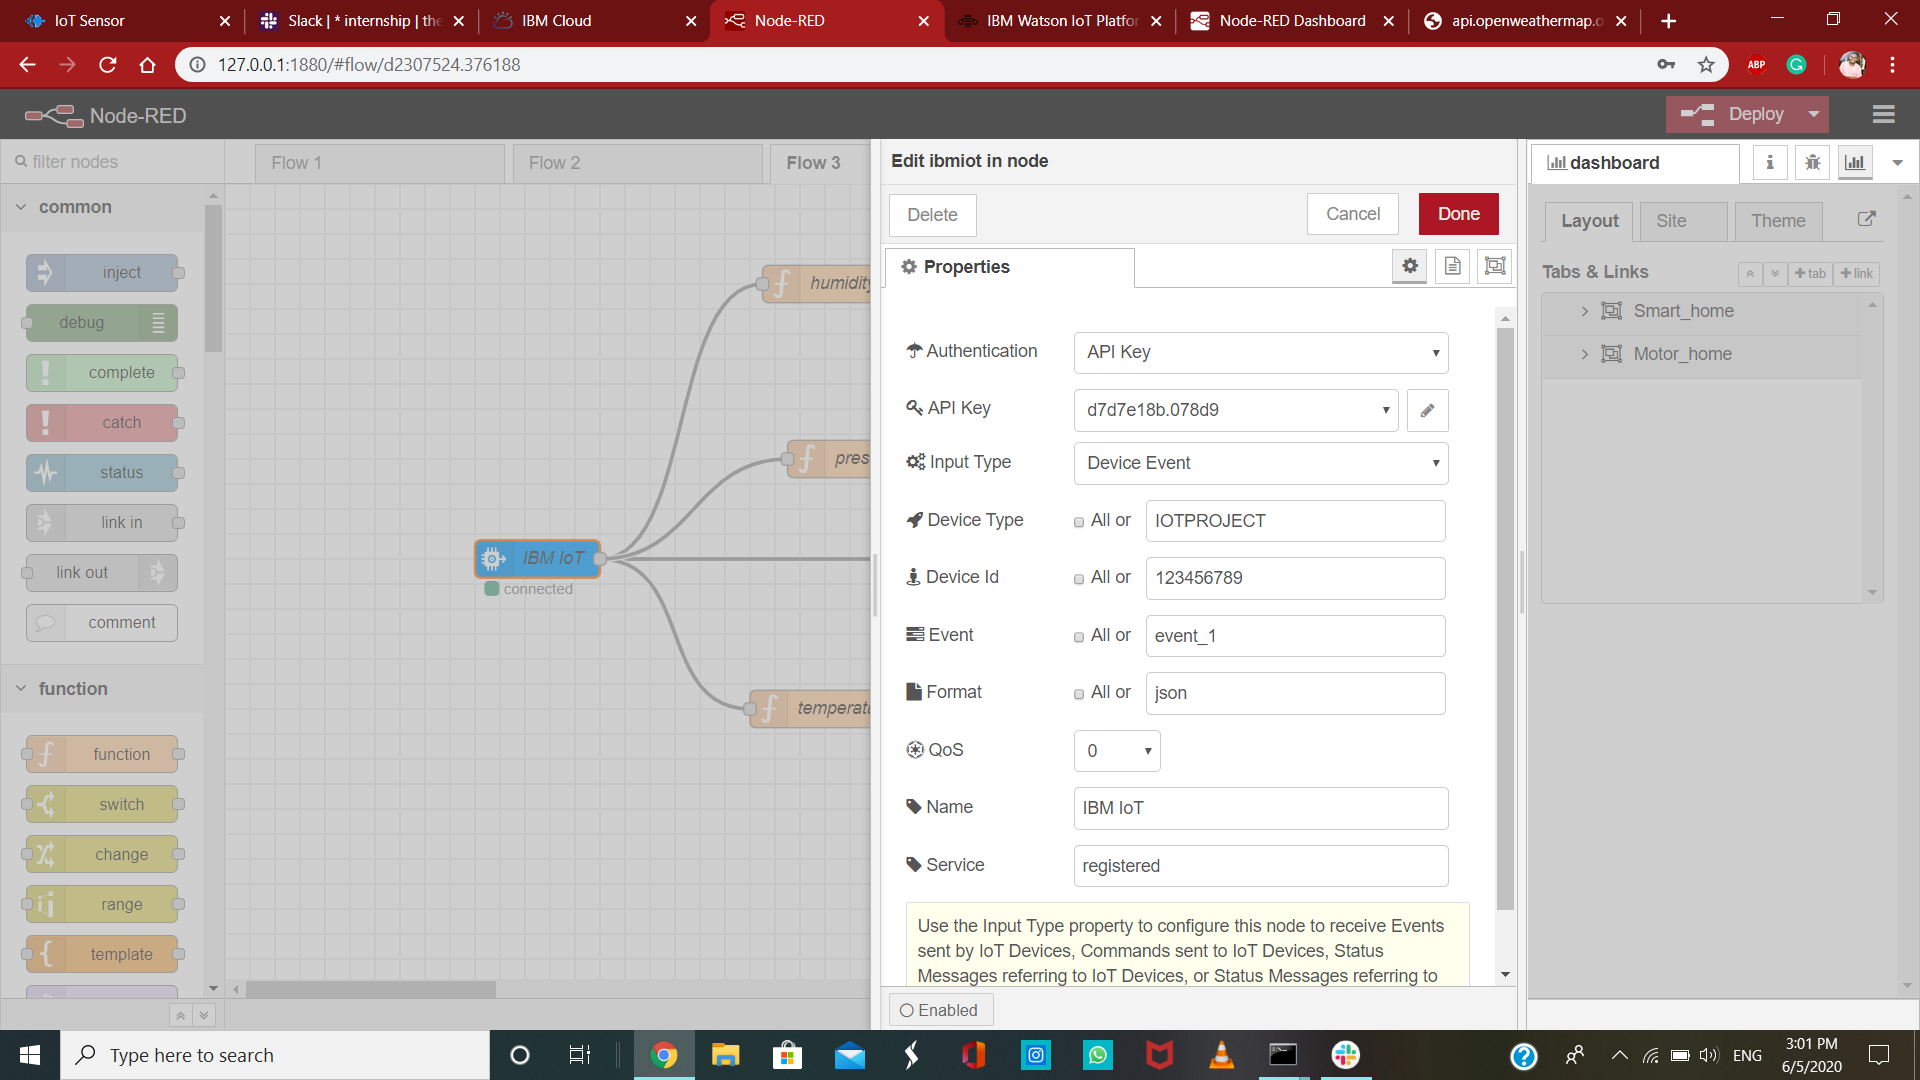 IoT Sensor
Slack | * internship | the
IBM Cloud
Node-RED
IBM Watson IoT Platfor
Node-RED Dashboard
api.openweathermap.o
127.0.0.1:1880/#flow/d2307524.376188
ABP
Node-RED
Deploy
filter nodes
Flow 1
Flow 2
Flow 3
common
inject
debug
complete
catch
status
link in
link out
comment
function
function
switch
change
range
template
humidity
pres
IBM IoT
connected
temperatu
Edit ibmiot in node
Delete
Cancel
Done
Properties
Authentication
API Key
API Key
d7d7e18b.078d9
Input Type
Device Event
Device Type
All or
IOTPROJECT
Device Id
All or
123456789
Event
All or
event_1
Format
All or
json
QoS
0
Name
IBM IoT
Service
registered
Use the Input Type property to configure this node to receive Events
sent by IoT Devices, Commands sent to IoT Devices, Status
Messages referring to IoT Devices, or Status Messages referring to
Enabled
dashboard
Layout
Site
Theme
Tabs & Links
+ tab
+ link
Smart_home
Motor_home
Type here to search
ENG
3:01 PM
6/5/2020